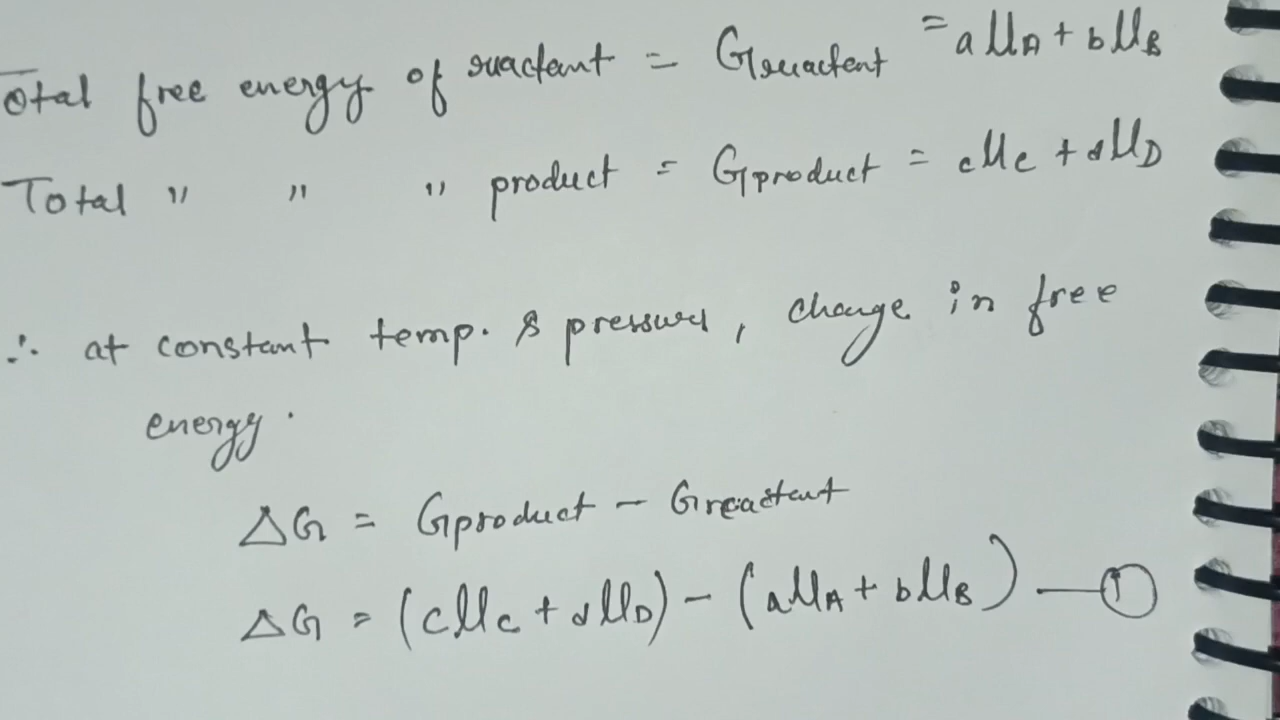 Total free energy of reactant = Greactant = aμA + bμB
Total " " " product = Gproduct = cμc + dμD
∴ at constant temp. & pressure, change in free
energy.
ΔG = Gproduct - Greactant
ΔG = (cμc + dμD) - (aμA + bμB) — ①